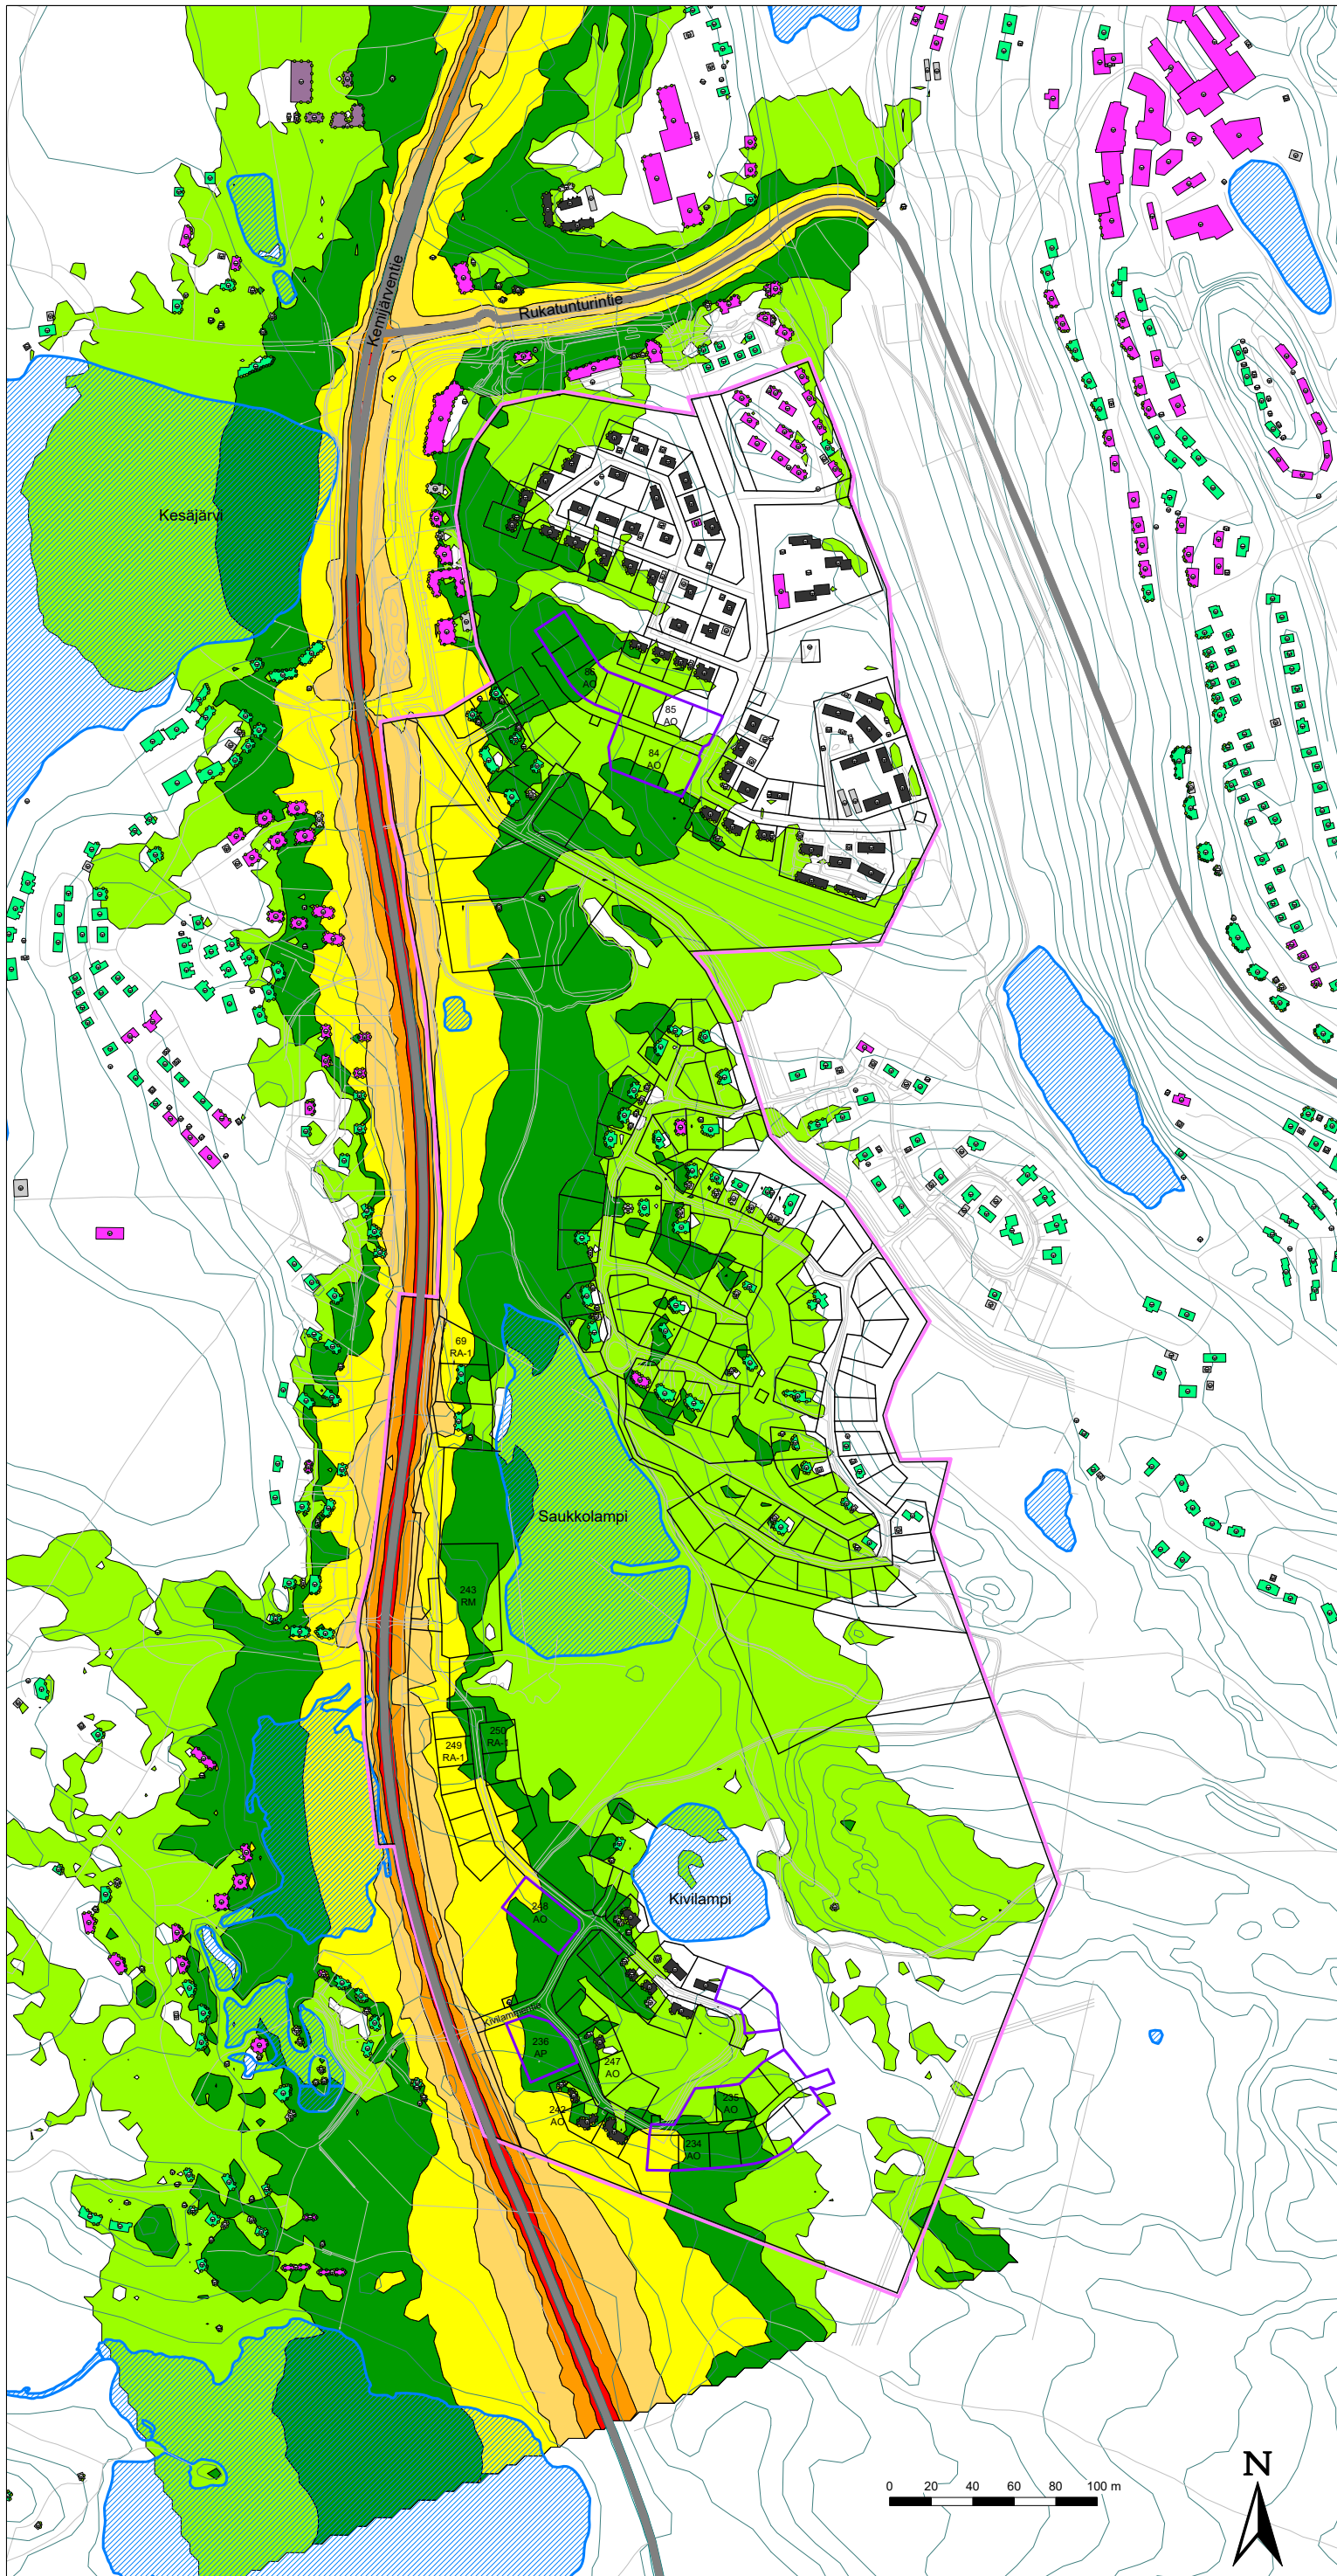 Kemijärventie
Rukatunturintie
Kesäjärvi
86
AO
85
AO
84
AO
69
RA-1
Saukkolampi
243
RM
250
RA-1
249
RA-1
Kivilampi
248
AO
Kivilammentie
236
AP
247
AO
242
AO
235
AO
234
AO
N
0 20 40 60 80 100 m